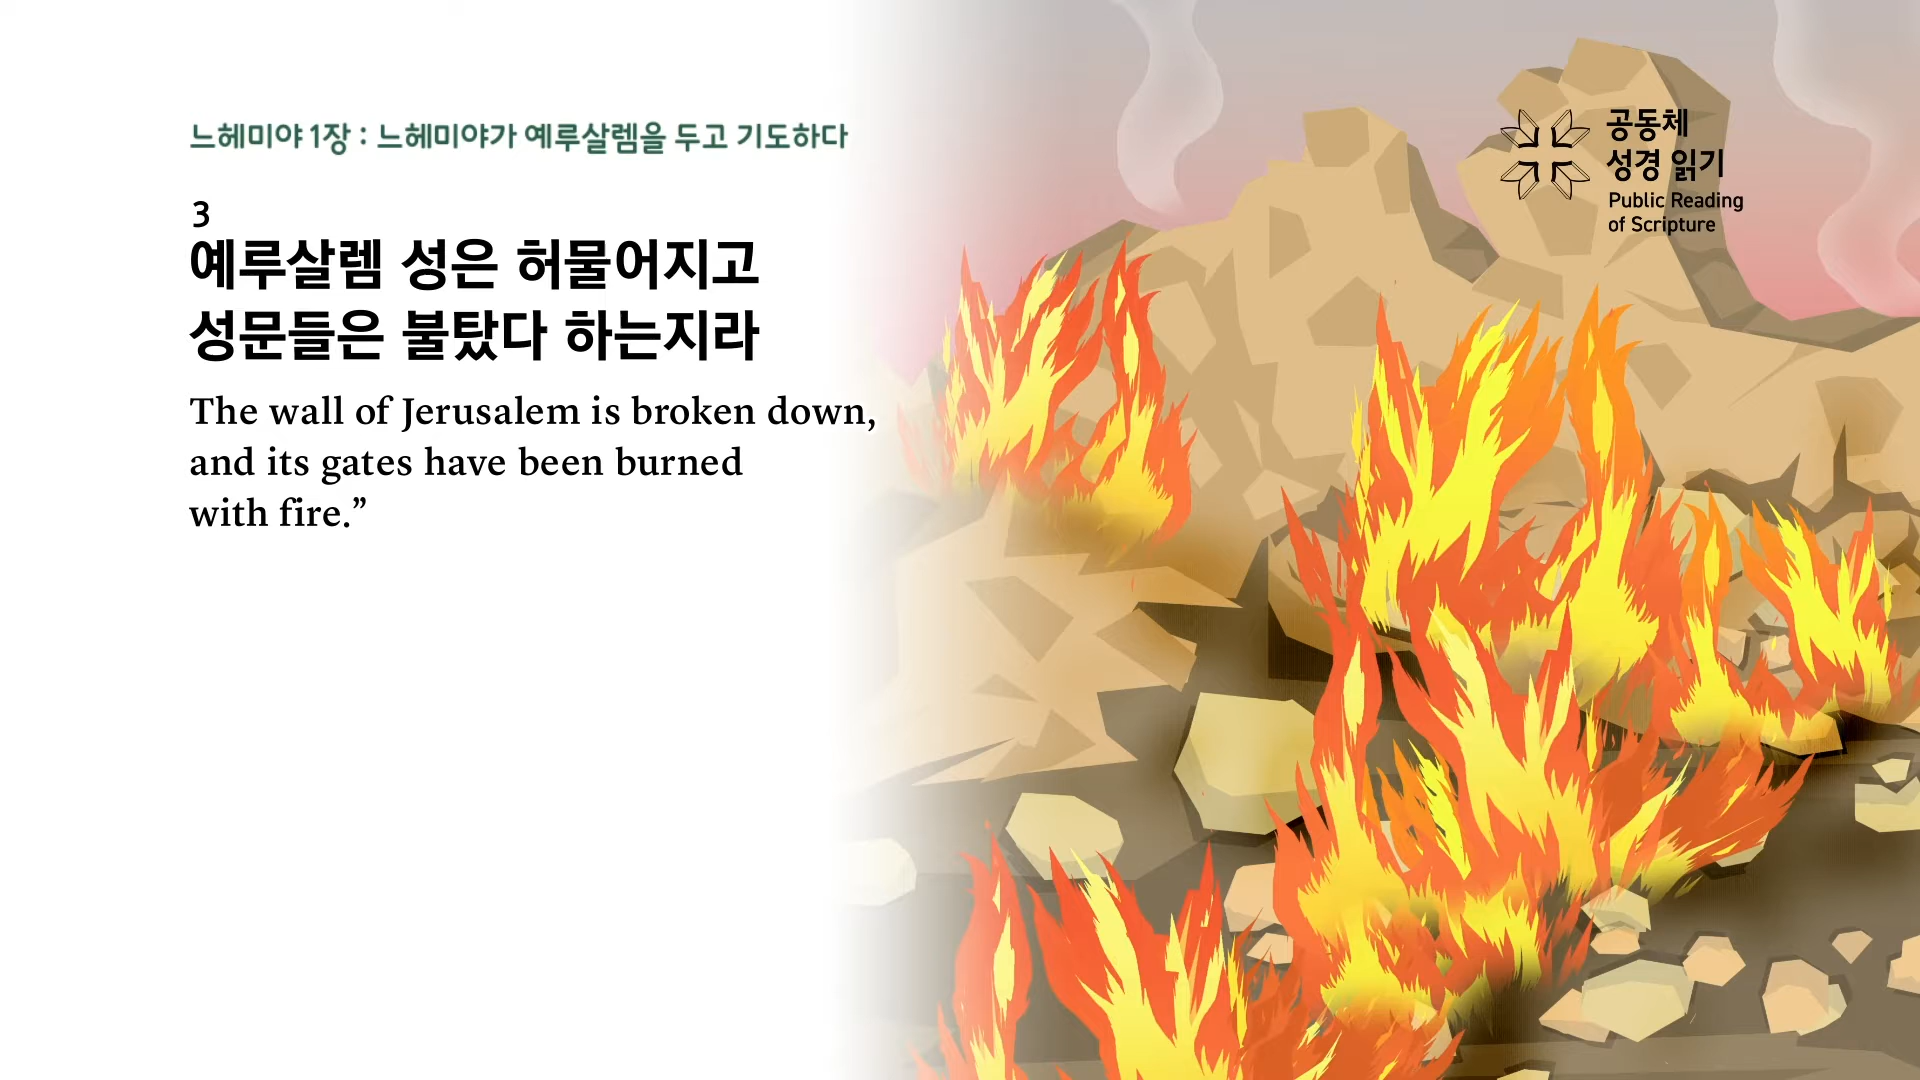 느헤미야 1장 : 느헤미야가 예루살렘을 두고 기도하다
3
예루살렘 성은 허물어지고
성문들은 불탔다 하는지라
The wall of Jerusalem is broken down,
and its gates have been burned
with fire.”
공동체
성경 읽기
Public Reading
of Scripture